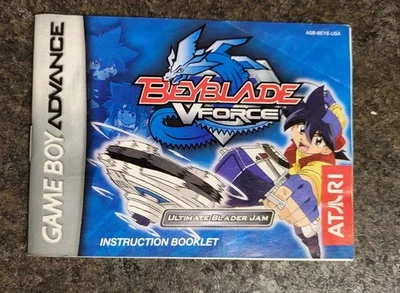 AGB-BEYE-USA
GAME BOY ADVANCE
BEYBLADE
VFORCE
ULTIMATE BLADER JAM
INSTRUCTION BOOKLET
ATARI